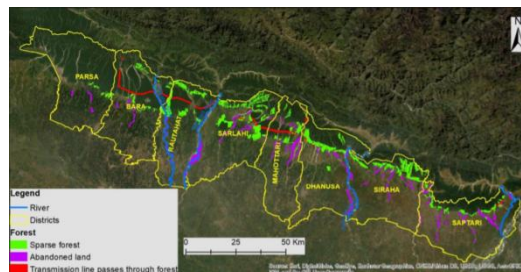 N
PARSA
BARA
RAUTAHAT
SARLAHI
MAHOTTARI
DHANUSA
SIRAHA
SAPTARI
Legend
River
Districts
Forest
Sparse forest
Abandoned land
Transmission line passes through forest
0 25 50 Km